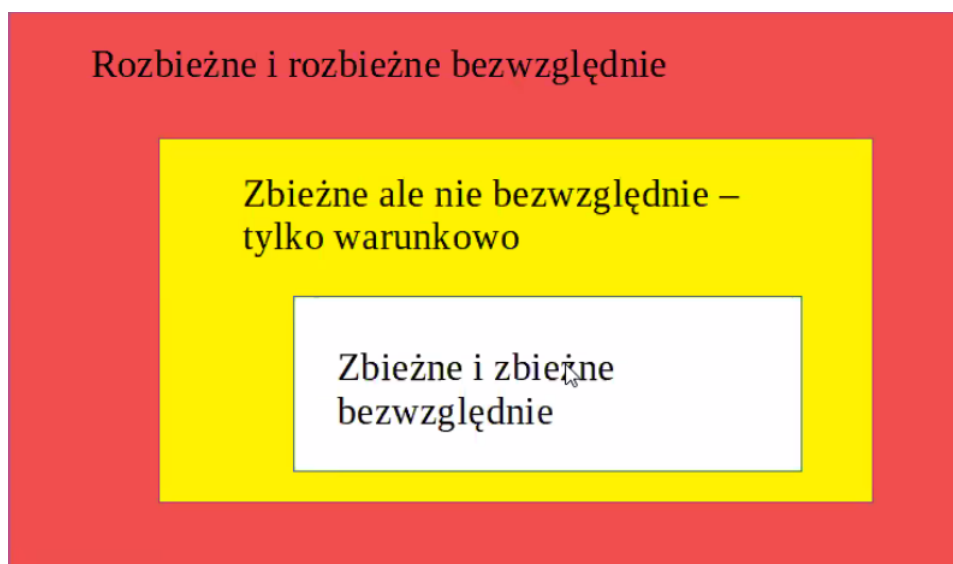 Rozbieżne i rozbieżne bezwzględnie
Zbieżne ale nie bezwzględnie –
tylko warunkowo
Zbieżne i zbieżne
bezwzględnie